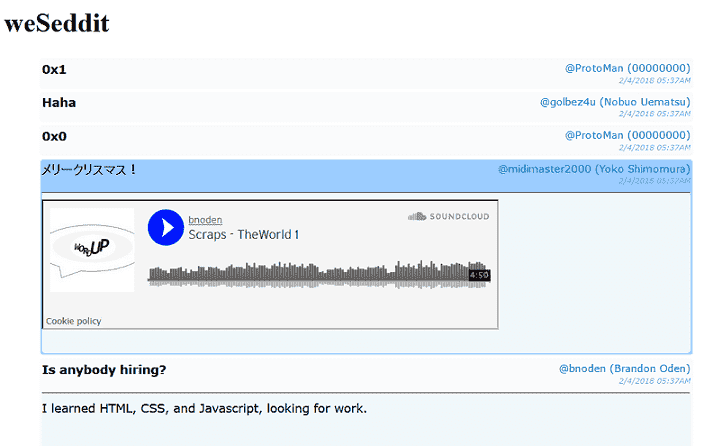 weSeddit
0x1
@ProtoMan (00000000)
2/4/2018 05:37AM
Haha
@golbez4u (Nobuo Uematsu)
2/4/2018 05:37AM
0x0
@ProtoMan (00000000)
2/4/2018 05:37AM
メリークリスマス！
@midimaster2000 (Yoko Shimomura)
2/4/2018 05:37AM
WORD UP
bnoden
SOUNDCLOUD
Scraps - TheWorld 1
4:50
Cookie policy
Is anybody hiring?
@bnoden (Brandon Oden)
2/4/2018 05:37AM
I learned HTML, CSS, and Javascript, looking for work.